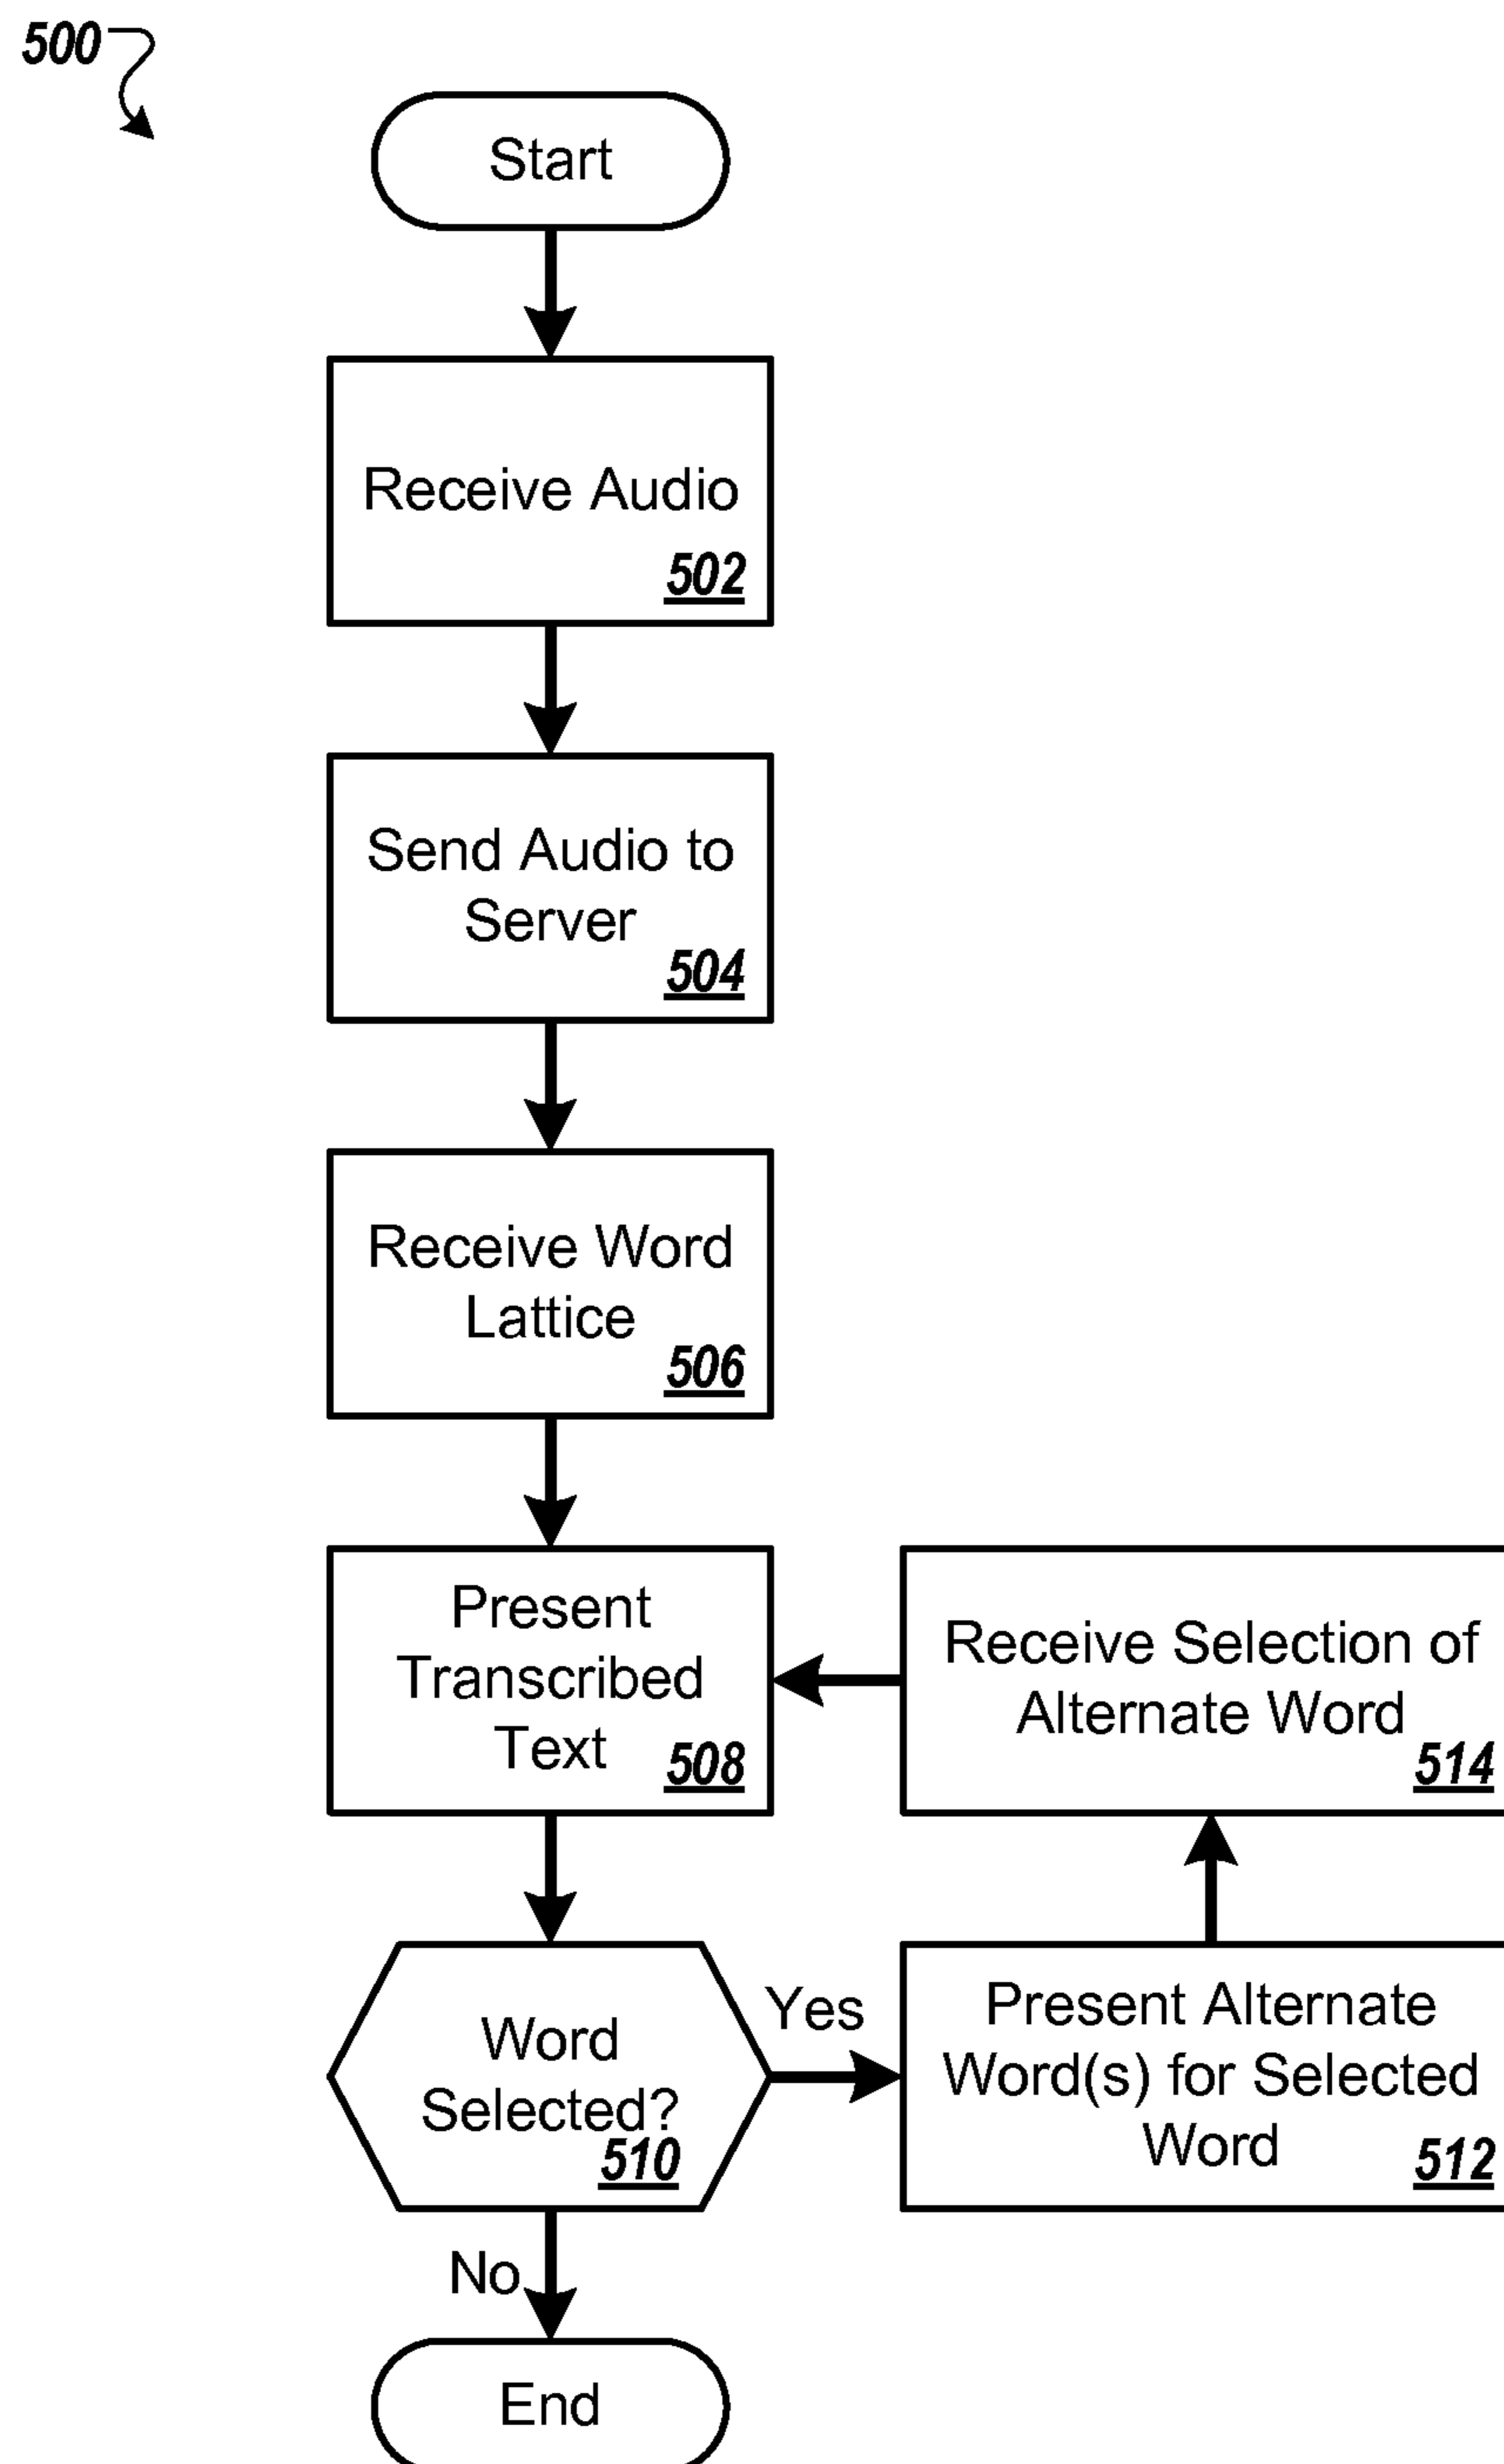 500
Start
Receive Audio
502
Send Audio to
Server
504
Receive Word
Lattice
506
Present
Transcribed
Text
508
Receive Selection of
Alternate Word
514
Word
Selected?
510
Yes
Present Alternate
Word(s) for Selected
Word
512
No
End